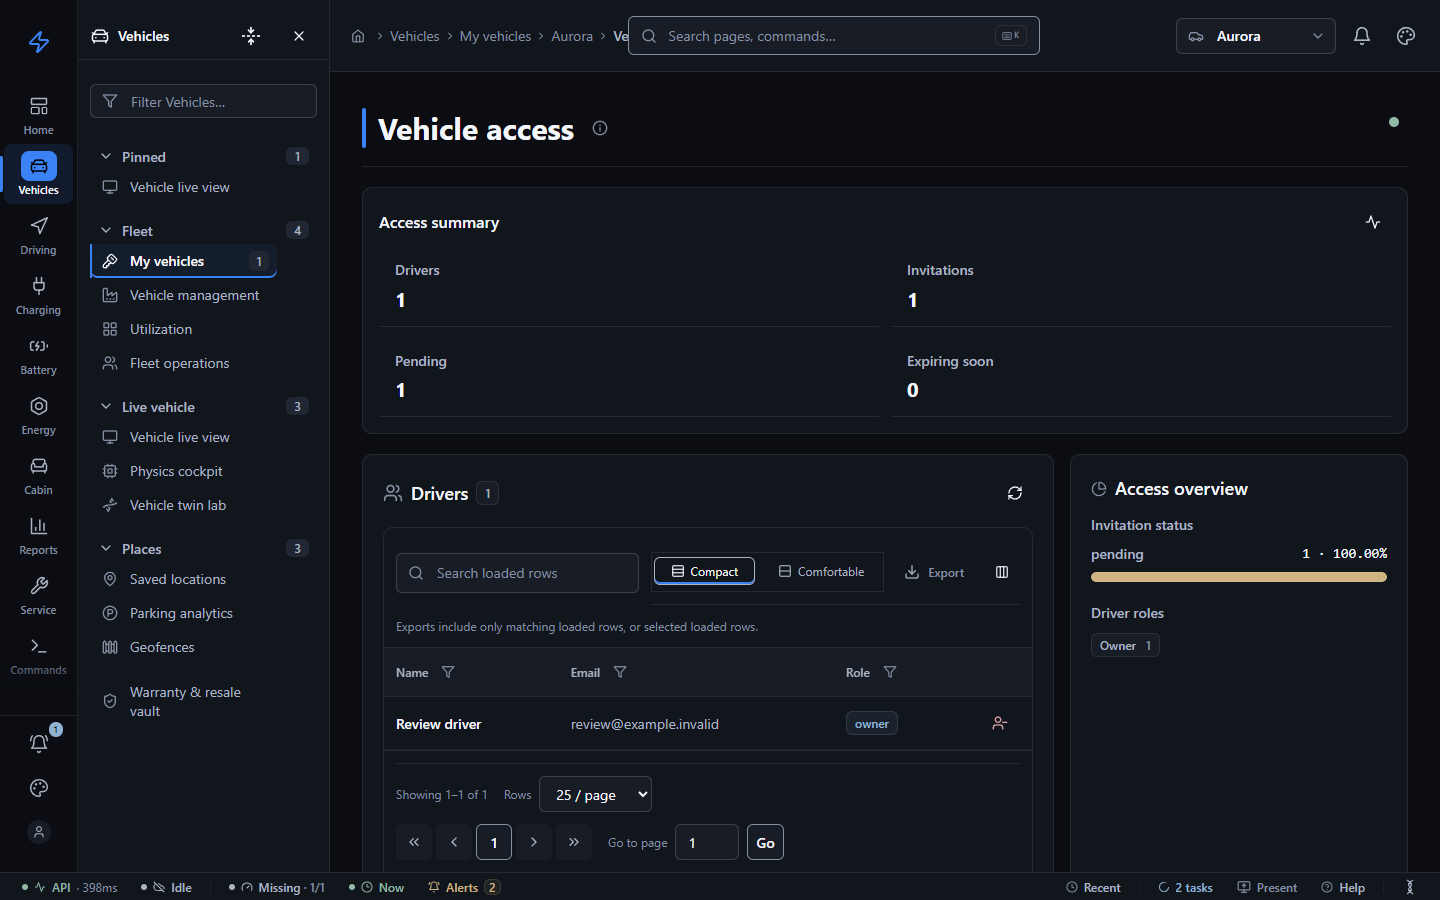 Home
Vehicles
Driving
Charging
Battery
Energy
Cabin
Reports
Service
Commands
1
Vehicles
Filter Vehicles...
Pinned 1
Vehicle live view
Fleet 4
My vehicles 1
Vehicle management
Utilization
Fleet operations
Live vehicle 3
Vehicle live view
Physics cockpit
Vehicle twin lab
Places 3
Saved locations
Parking analytics
Geofences
Warranty & resale
vault
Vehicles My vehicles Aurora Ve
Search pages, commands... K
Aurora
Vehicle access
Access summary
Drivers
1
Invitations
1
Pending
1
Expiring soon
0
Drivers 1
Search loaded rows
Compact Comfortable Export
Exports include only matching loaded rows, or selected loaded rows.
Name Email Role
Review driver review@example.invalid owner
Showing 1–1 of 1 Rows 25 / page
1 Go to page 1 Go
Access overview
Invitation status
pending 1 · 100.00%
Driver roles
Owner 1
API · 398ms Idle Missing · 1/1 Now Alerts 2 Recent 2 tasks Present Help